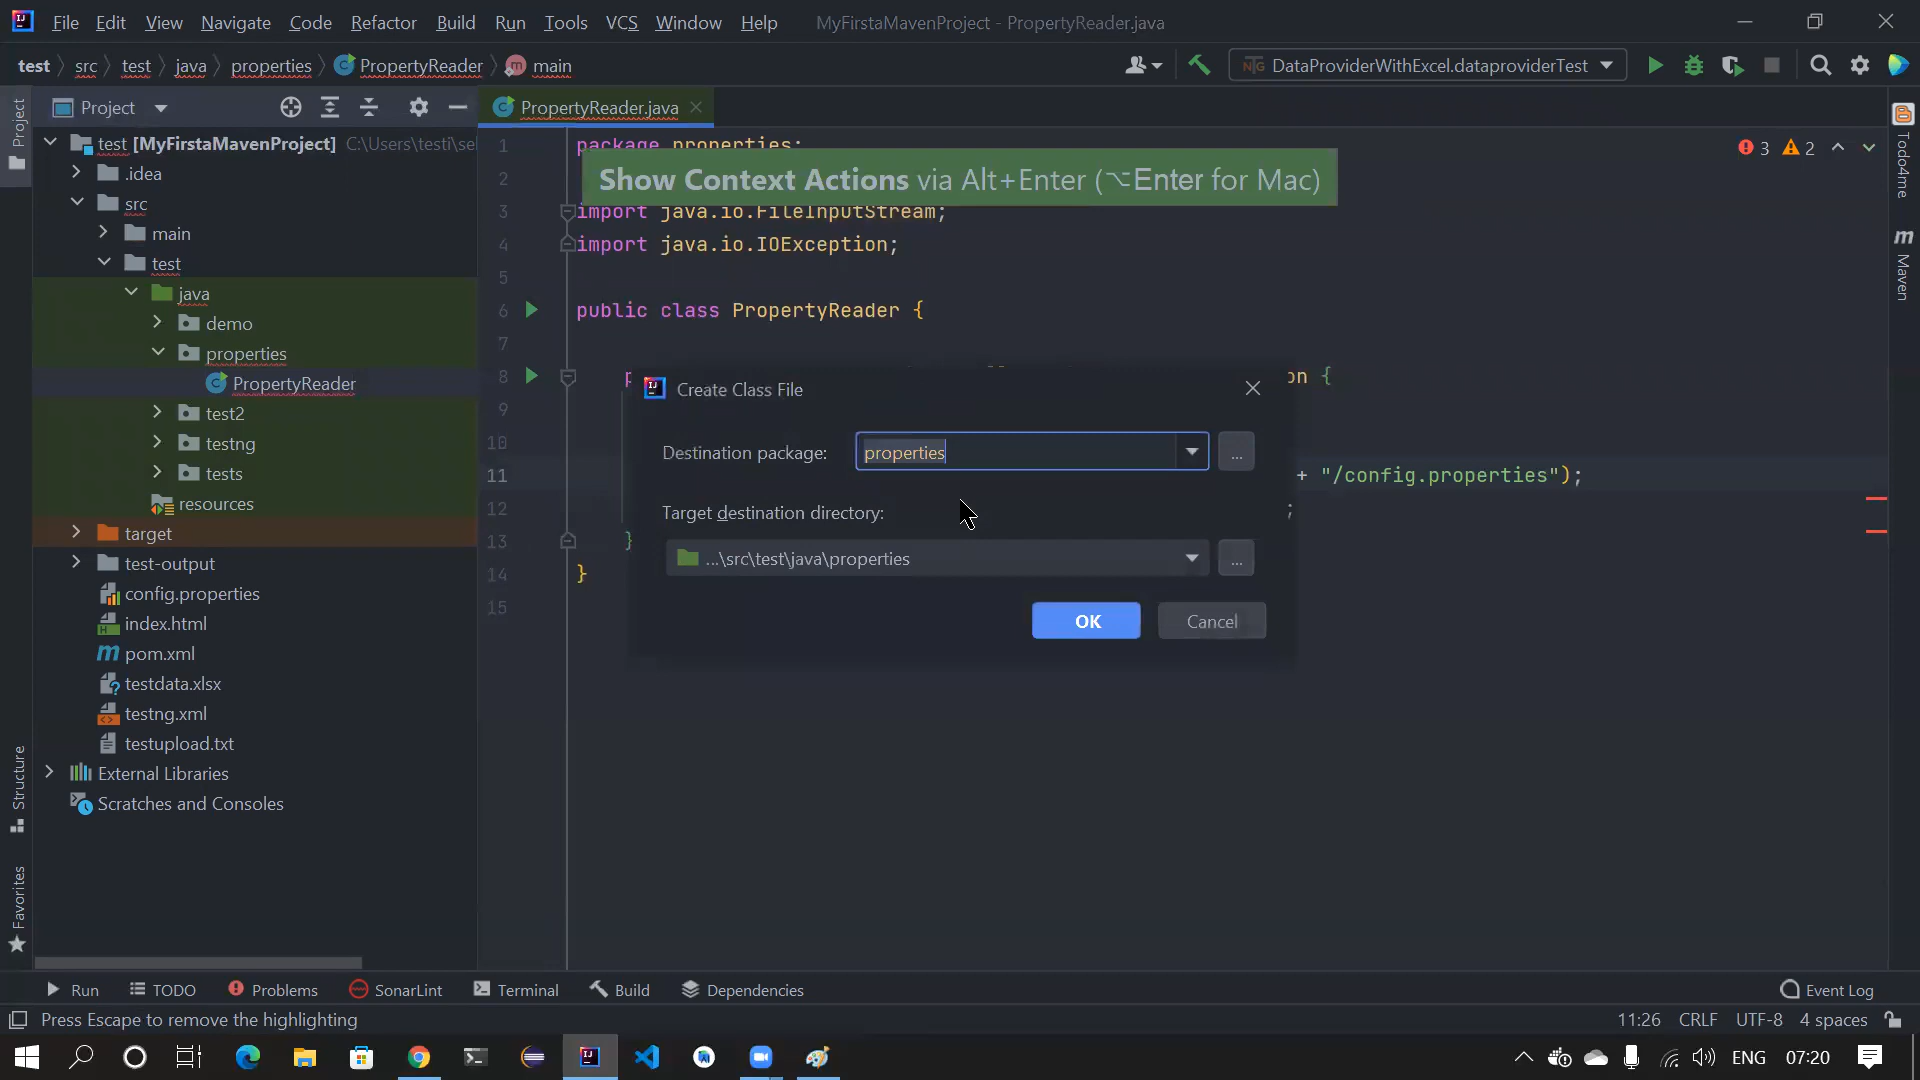 File Edit View Navigate Code Refactor Build Run Tools VCS Window Help MyFirstaMavenProject - PropertyReader.java
test src test java properties PropertyReader main DataProviderWithExcel.dataproviderTest
Project PropertyReader.java
Project
test [MyFirstaMavenProject] C:\Users\testi\se
.idea
src
main
test
java
demo
properties
PropertyReader
test2
testng
tests
resources
target
test-output
config.properties
index.html
pom.xml
testdata.xlsx
testng.xml
testupload.txt
External Libraries
Scratches and Consoles
1 package properties;
2
Show Context Actions via Alt+Enter (⌥Enter for Mac)
3 import java.io.FileInputStream;
4 import java.io.IOException;
5
6 public class PropertyReader {
7
8 p on {
9
10
11 + "/config.properties");
12 ;
13 }
14 }
15
3 2
Create Class File
Destination package: properties ...
Target destination directory:
...\src\test\java\properties ...
OK Cancel
Todo4me
Maven
Structure
Favorites
Run TODO Problems SonarLint Terminal Build Dependencies Event Log
Press Escape to remove the highlighting 11:26 CRLF UTF-8 4 spaces
ENG 07:20